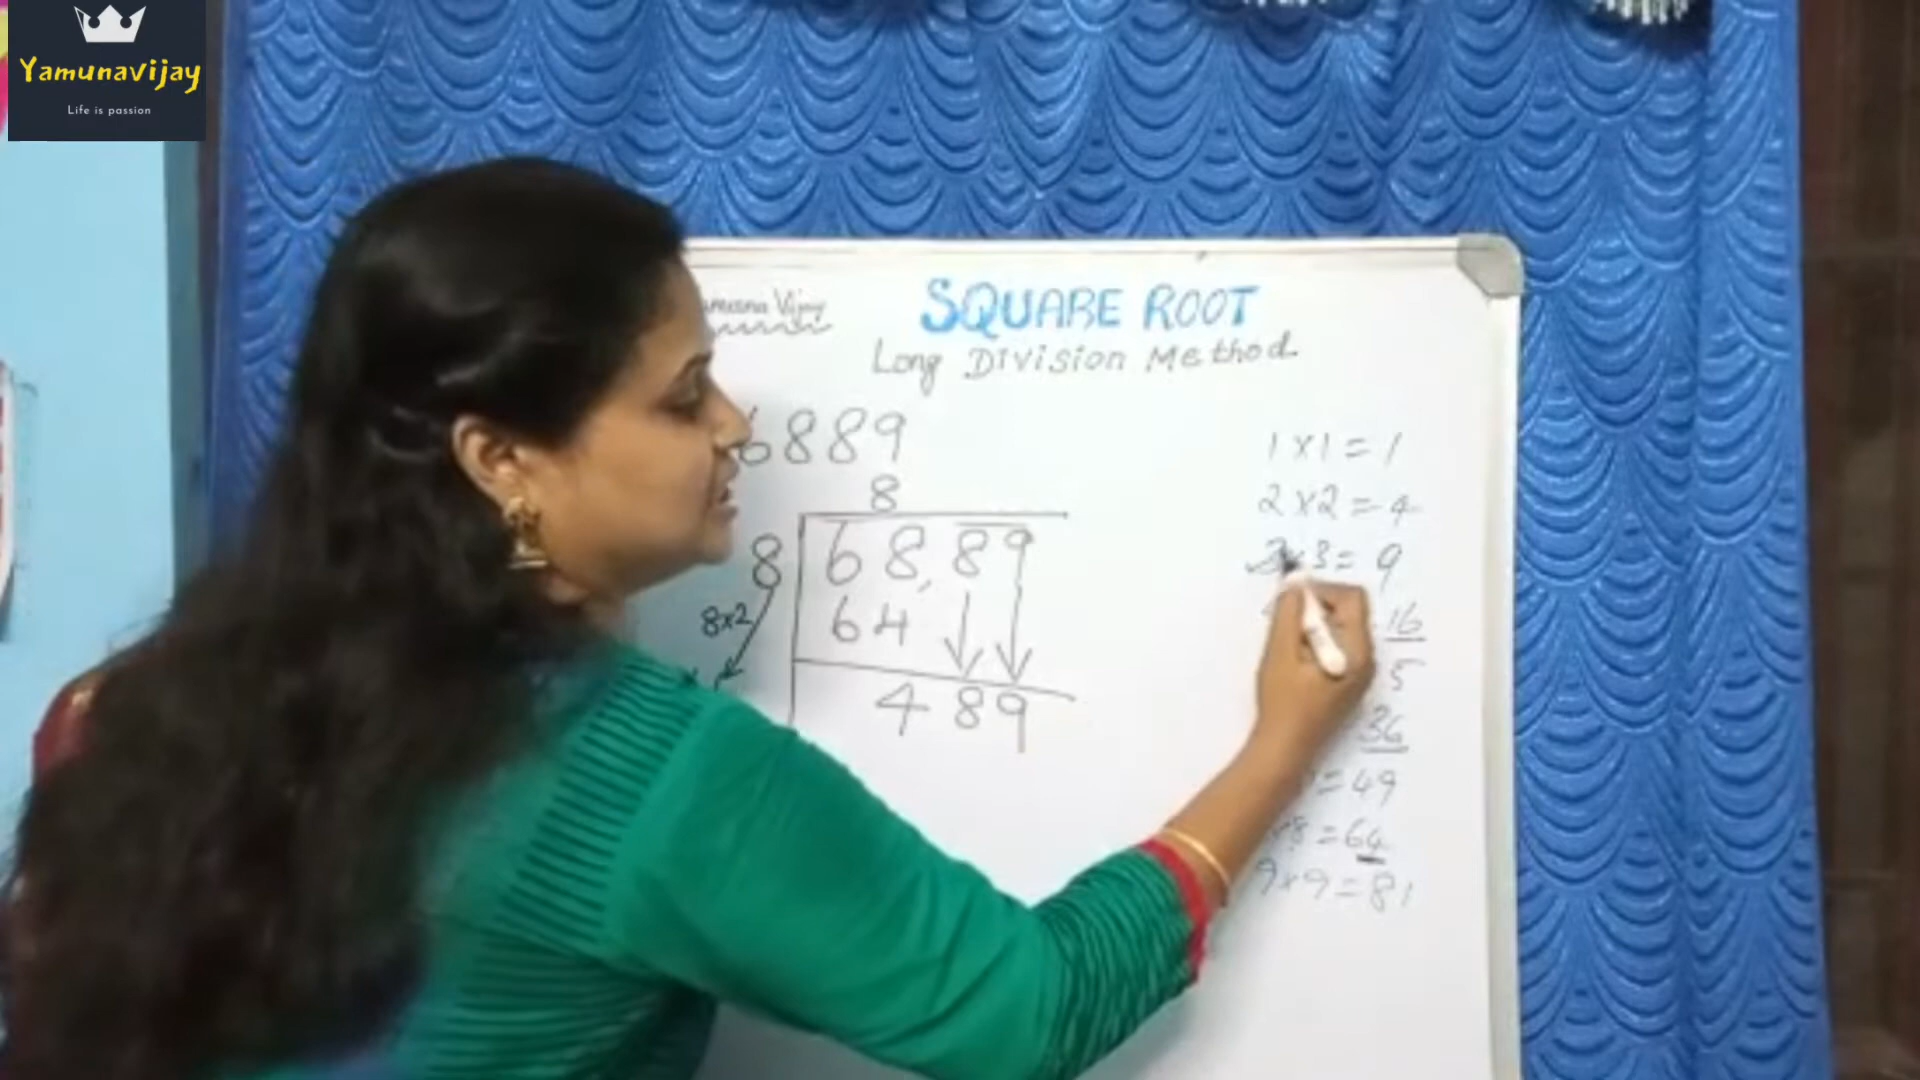 Yamunavijay
Life is passion
Vijay
SQUARE ROOT
Long Division Method
6889
8
8
68,89
8x2
64
489
1x1=1
2x2=4
3x3=9
16
5
36
=49
8=64
9x9=81